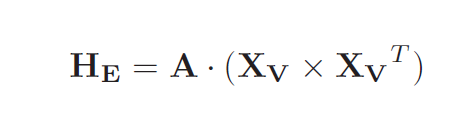 H_E = A · (X_V × X_V^T)